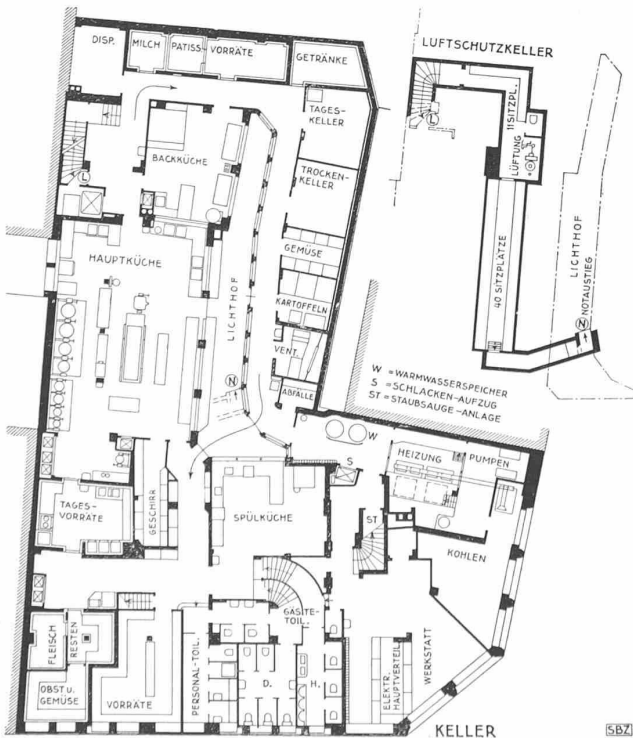 LUFTSCHUTZKELLER
DISP.
MILCH
PATISS.
VORRÄTE
GETRÄNKE
TAGES-
KELLER
BACKKÜCHE
TROCKEN-
KELLER
GEMÜSE
KARTOFFELN
VENT.
ABFÄLLE
L
HAUPTKÜCHE
LICHTHOF
N
L
11 SITZPL.
LÜFTUNG
40 SITZPLÄTZE
LICHTHOF
N NOTAUSTIEG
W = WARMWASSERSPEICHER
S = SCHLACKEN-AUFZUG
ST = STAUBSAUGE-ANLAGE
W
S
HEIZUNG
PUMPEN
TAGES-
VORRÄTE
GESCHIRR
SPÜLKÜCHE
ST
KOHLEN
GÄSTE-
TOIL.
FLEISCH
RESTEN
OBST U.
GEMÜSE
VORRÄTE
PERSONAL-TOIL.
D.
H.
ELEKTR.
HAUPTVERTEIL.
WERKSTATT
KELLER
SBZ